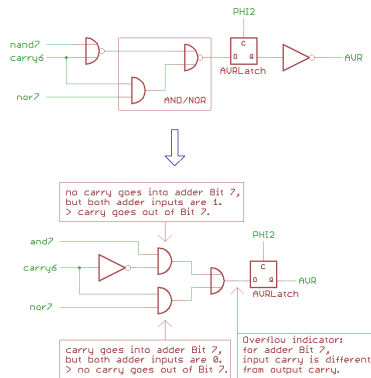 PHI2
nand7
carry6
C
D
Q
AVR
AVRLatch
nor7
AND/NOR
no carry goes into adder Bit 7,
but both adder inputs are 1.
> carry goes out of Bit 7.
and7
PHI2
carry6
C
D
Q
AVR
AVRLatch
nor7
carry goes into adder Bit 7,
but both adder inputs are 0.
> no carry goes out of Bit 7.
Overflow indicator:
for adder Bit 7,
input carry is different
from output carry.